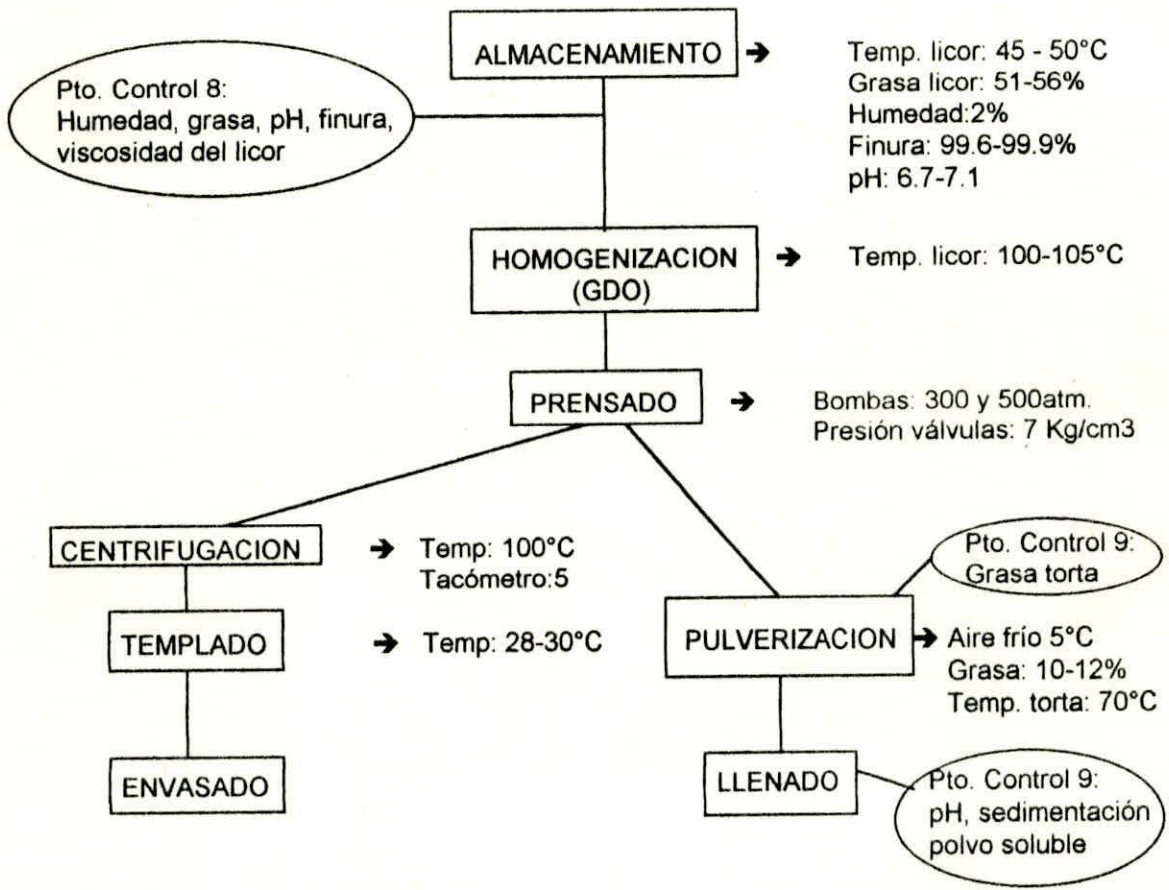 ALMACENAMIENTO ➔
Temp. licor: 45 - 50°C
Grasa licor: 51-56%
Humedad:2%
Finura: 99.6-99.9%
pH: 6.7-7.1
Pto. Control 8:
Humedad, grasa, pH, finura,
viscosidad del licor
HOMOGENIZACION
(GDO)
➔ Temp. licor: 100-105°C
PRENSADO ➔
Bombas: 300 y 500atm.
Presión válvulas: 7 Kg/cm3
CENTRIFUGACION
➔ Temp: 100°C
Tacómetro:5
TEMPLADO
➔ Temp: 28-30°C
ENVASADO
Pto. Control 9:
Grasa torta
PULVERIZACION
➔ Aire frío 5°C
Grasa: 10-12%
Temp. torta: 70°C
LLENADO
Pto. Control 9:
pH, sedimentación
polvo soluble